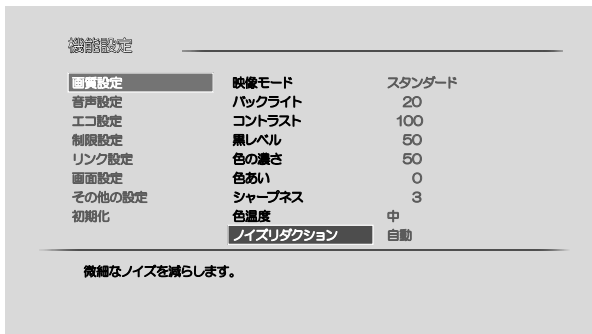 機能設定
画質設定 映像モード スタンダード
音声設定 バックライト 20
エコ設定 コントラスト 100
制限設定 黒レベル 50
リンク設定 色の濃さ 50
画面設定 色あい 0
その他の設定 シャープネス 3
初期化 色温度 中
ノイズリダクション 自動
微細なノイズを減らします。